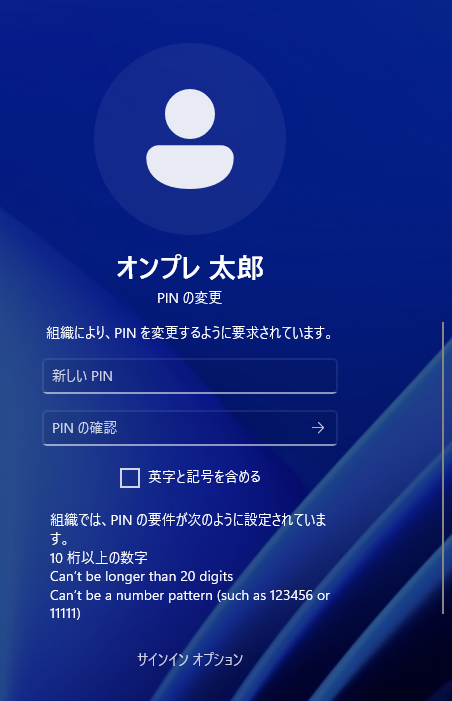 オンプレ 太郎
PIN の変更
組織により、PIN を変更するように要求されています。
新しい PIN
PIN の確認
英字と記号を含める
組織では、PIN の要件が次のように設定されていま
す。
10 桁以上の数字
Can't be longer than 20 digits
Can't be a number pattern (such as 123456 or
11111)
サインイン オプション